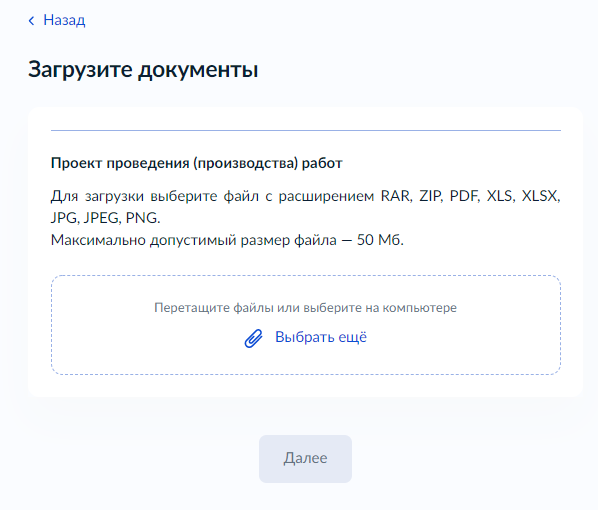 Назад
Загрузите документы
Проект проведения (производства) работ
Для загрузки выберите файл с расширением RAR, ZIP, PDF, XLS, XLSX,
JPG, JPEG, PNG.
Максимально допустимый размер файла — 50 Мб.
Перетащите файлы или выберите на компьютере
Выбрать ещё
Далее